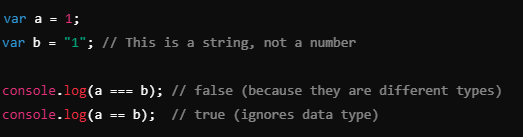 var a = 1;
var b = "1"; // This is a string, not a number
console.log(a === b); // false (because they are different types)
console.log(a == b);  // true (ignores data type)